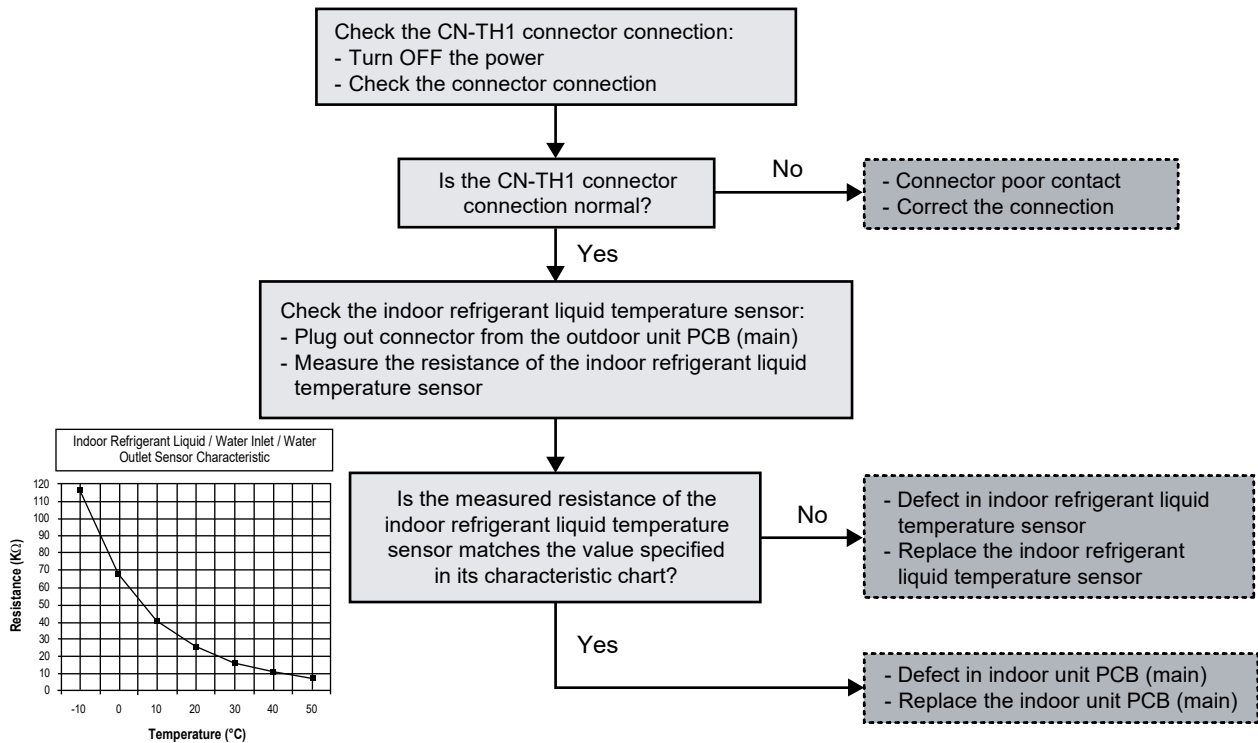 Check the CN-TH1 connector connection:
- Turn OFF the power
- Check the connector connection
Is the CN-TH1 connector
connection normal?
No
- Connector poor contact
- Correct the connection
Yes
Check the indoor refrigerant liquid temperature sensor:
- Plug out connector from the outdoor unit PCB (main)
- Measure the resistance of the indoor refrigerant liquid
temperature sensor
Indoor Refrigerant Liquid / Water Inlet / Water
Outlet Sensor Characteristic
120
110
100
90
80
70
60
50
40
30
20
10
0
Resistance (KΩ)
-10 0 10 20 30 40 50
Temperature (°C)
Is the measured resistance of the
indoor refrigerant liquid temperature
sensor matches the value specified
in its characteristic chart?
No
- Defect in indoor refrigerant liquid
temperature sensor
- Replace the indoor refrigerant
liquid temperature sensor
Yes
- Defect in indoor unit PCB (main)
- Replace the indoor unit PCB (main)